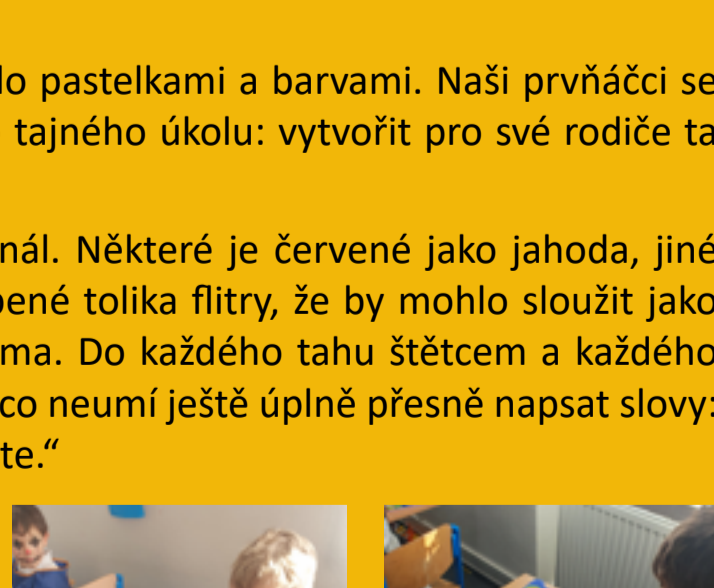 pastelkami a barvami. Naši prvňáčci se
tajného úkolu: vytvořit pro své rodiče ta
nál. Některé je červené jako jahoda, jiné
ené tolika flitry, že by mohlo sloužit jako
ma. Do každého tahu štětcem a každého
co neumí ještě úplně přesně napsat slovy:
te.“